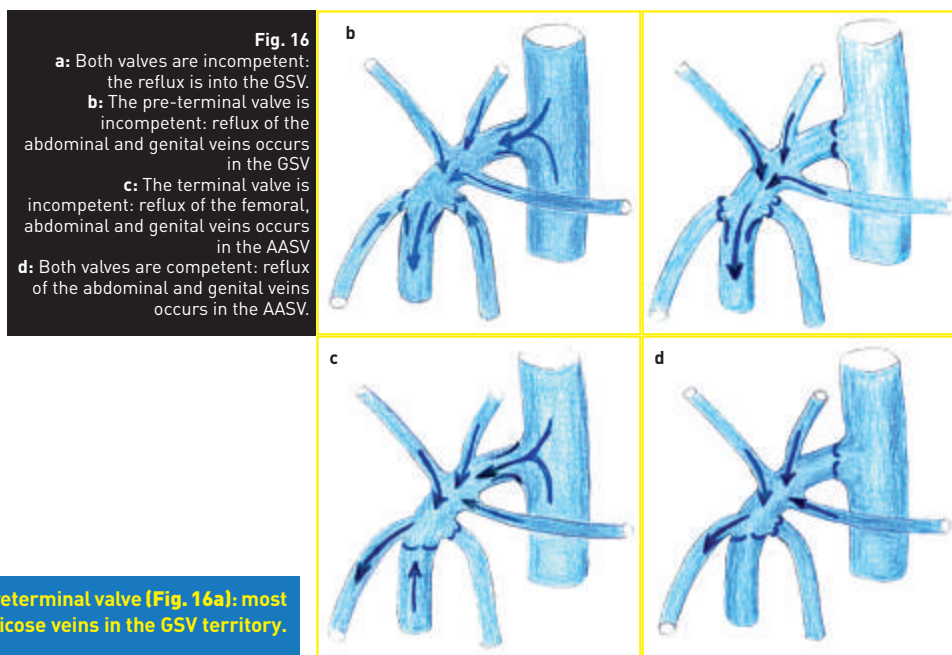 Fig. 16
a: Both valves are incompetent:
the reflux is into the GSV.
b: The pre-terminal valve is
incompetent: reflux of the
abdominal and genital veins occurs
in the GSV
c: The terminal valve is
incompetent: reflux of the femoral,
abdominal and genital veins occurs
in the AASV
d: Both valves are competent: reflux
of the abdominal and genital veins
occurs in the AASV.
b
c
d
valve (Fig. 16a): most
veins in the GSV territory.